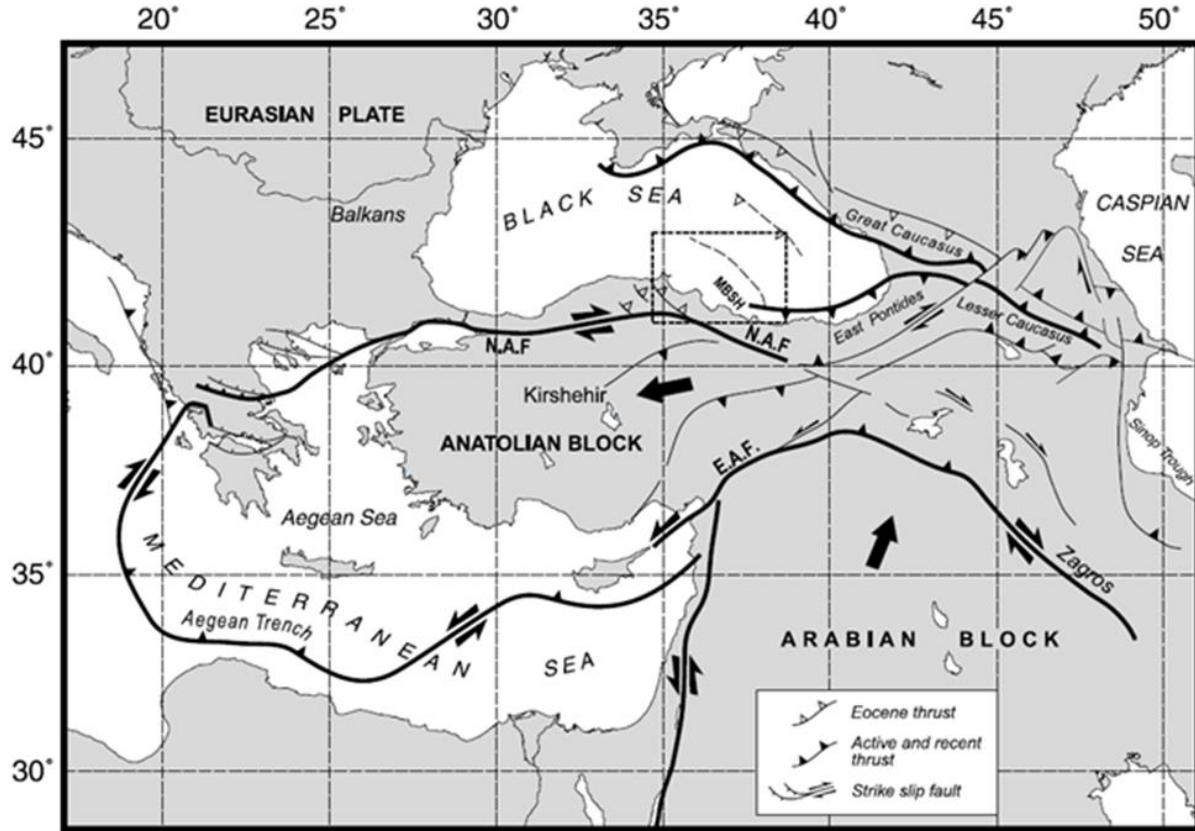 20° 25° 30° 35° 40° 45° 50°
45°
40°
35°
30°
EURASIAN PLATE
Balkans
BLACK SEA
Great Caucasus
CASPIAN
SEA
MBSH
East Pontides
Lesser Caucasus
N.A.F
N.A.F
Kirshehir
ANATOLIAN BLOCK
E.A.F.
Sinop Trough
Aegean Sea
MEDITERRANEAN
SEA
Aegean Trench
Zagros
ARABIAN BLOCK
Eocene thrust
Active and recent
thrust
Strike slip fault